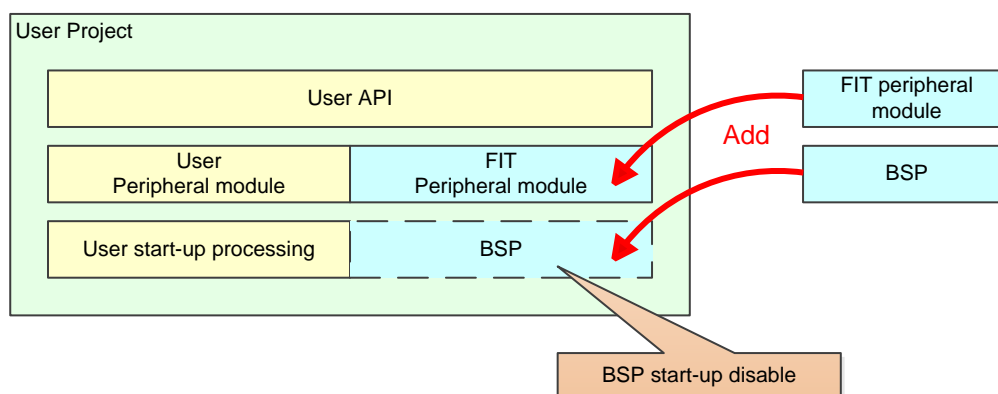 User Project
User API
FIT peripheral
module
Add
User
Peripheral module
FIT
Peripheral module
BSP
User start-up processing
BSP
BSP start-up disable